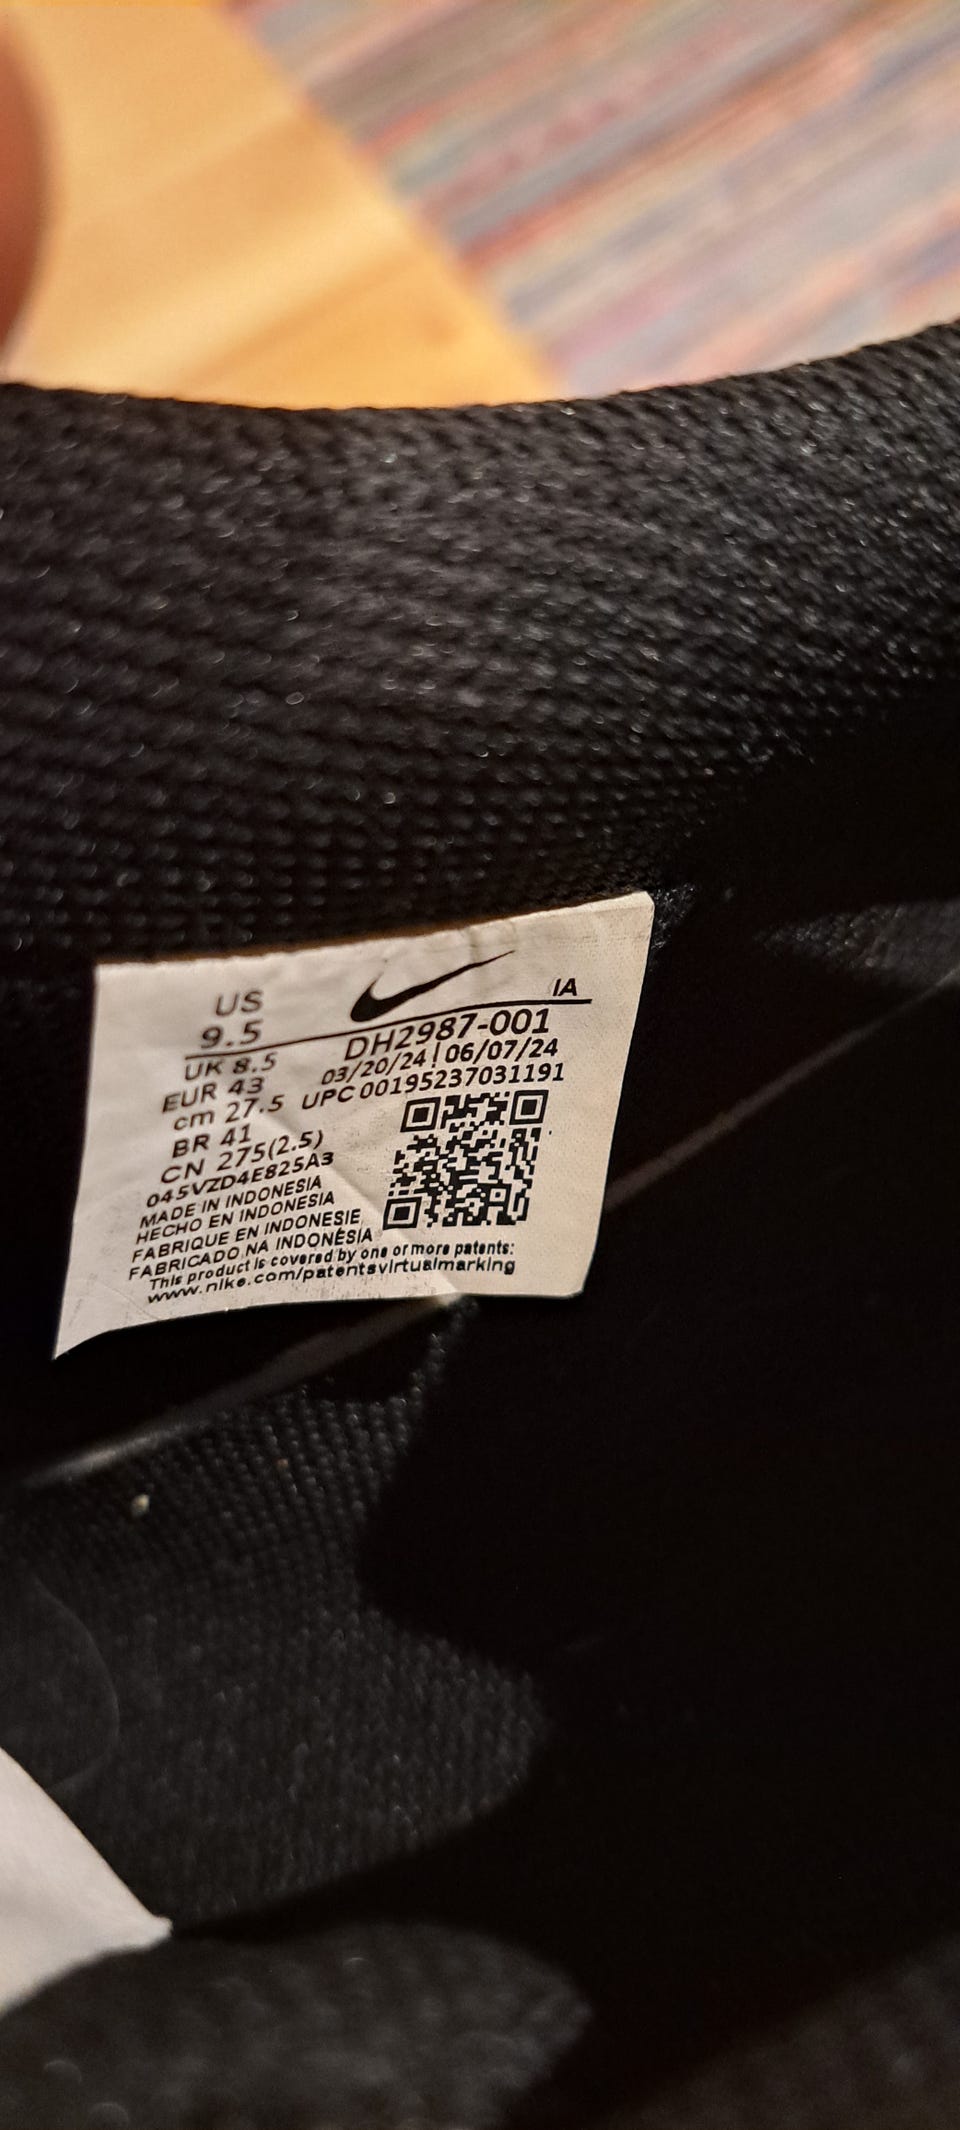 US
9.5
IA
DH2987-001
03/20/24 | 06/07/24
UPC 00195237031191
UK 8.5
EUR 43
cm 27.5
BR 41
CN 275(2.5)
045VZD4E825A3
MADE IN INDONESIA
HECHO EN INDONESIA
FABRIQUE EN INDONESIE
FABRICADO NA INDONÉSIA
This product is covered by one or more patents:
www.nike.com/patentsvirtualmarking